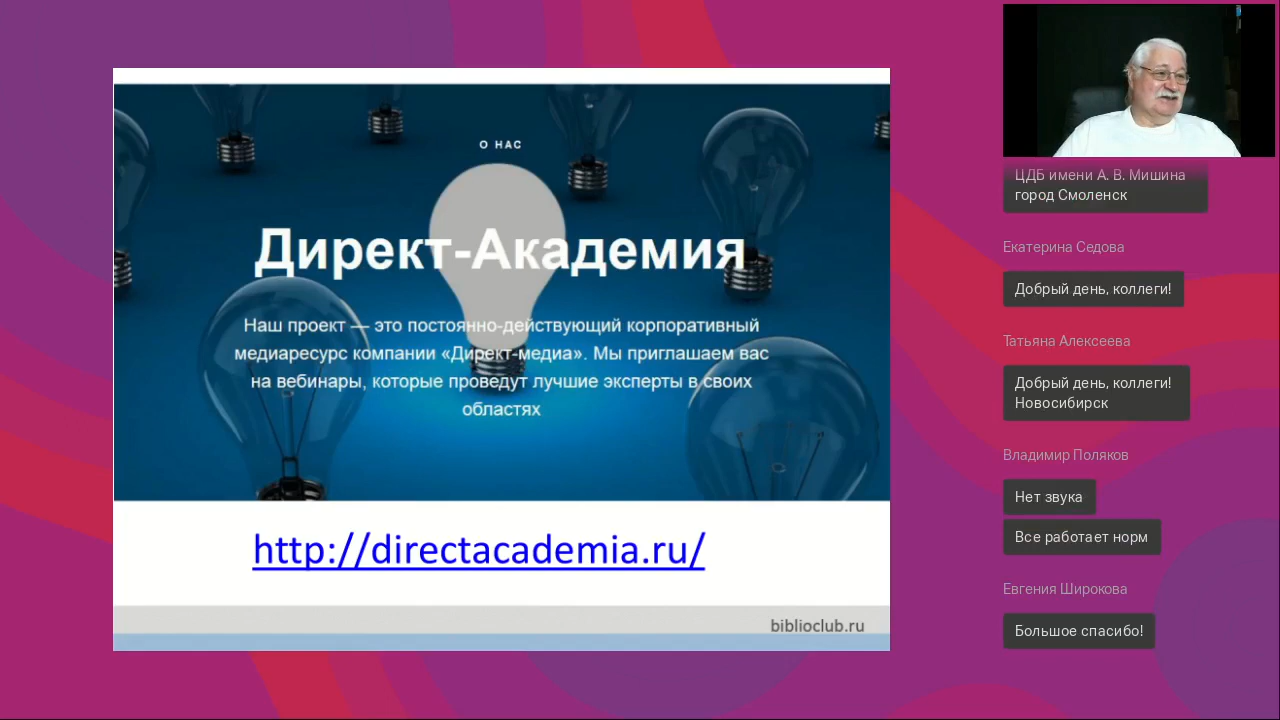 О НАС
Директ-Академия
Наш проект — это постоянно-действующий корпоративный
медиаресурс компании «Директ-медиа». Мы приглашаем вас
на вебинары, которые проведут лучшие эксперты в своих
областях
http://directacademia.ru/
biblioclub.ru
ЦДБ имени А. В. Мишина
город Смоленск
Екатерина Седова
Добрый день, коллеги!
Татьяна Алексеева
Добрый день, коллеги!
Новосибирск
Владимир Поляков
Нет звука
Все работает норм
Евгения Широкова
Большое спасибо!